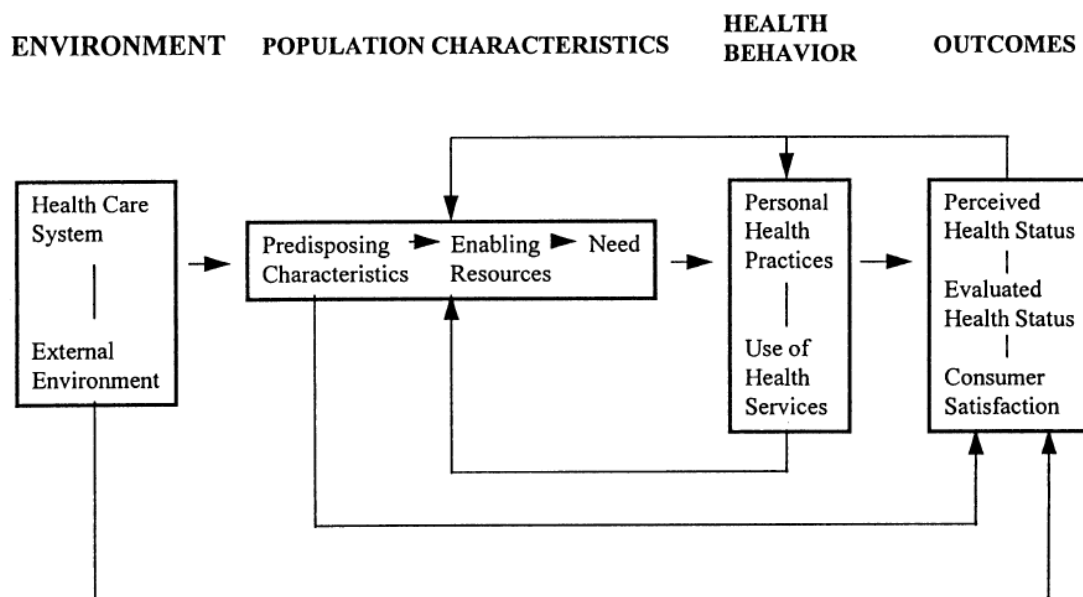 ENVIRONMENT
POPULATION CHARACTERISTICS
HEALTH
BEHAVIOR
OUTCOMES
Health Care
System
External
Environment
Predisposing
Characteristics
Enabling
Resources
Need
Personal
Health
Practices
Use of
Health
Services
Perceived
Health Status
Evaluated
Health Status
Consumer
Satisfaction